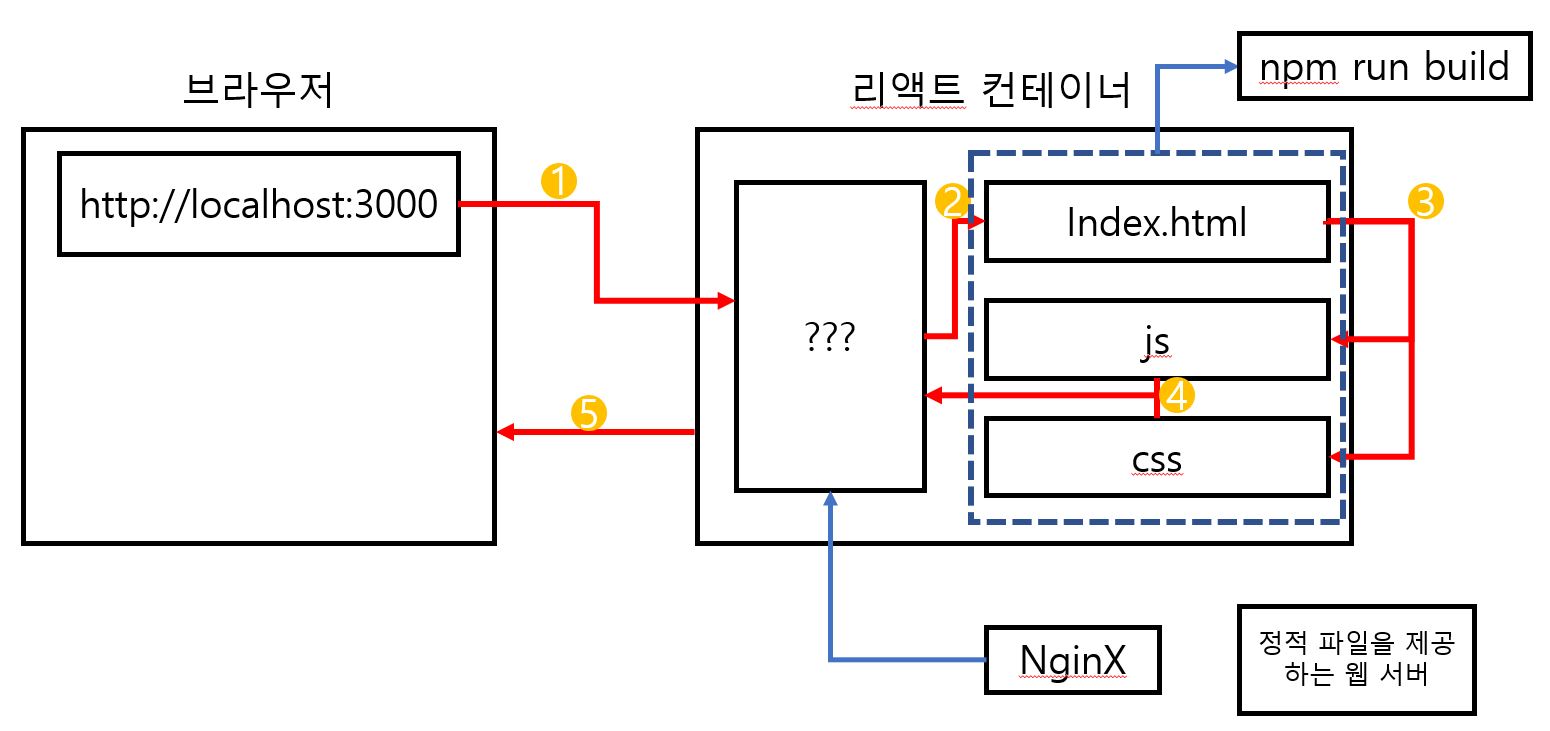 npm run build
브라우저
리액트 컨테이너
http://localhost:3000
1
2
Index.html
3
???
js
4
5
css
NginX
정적 파일을 제공
하는 웹 서버